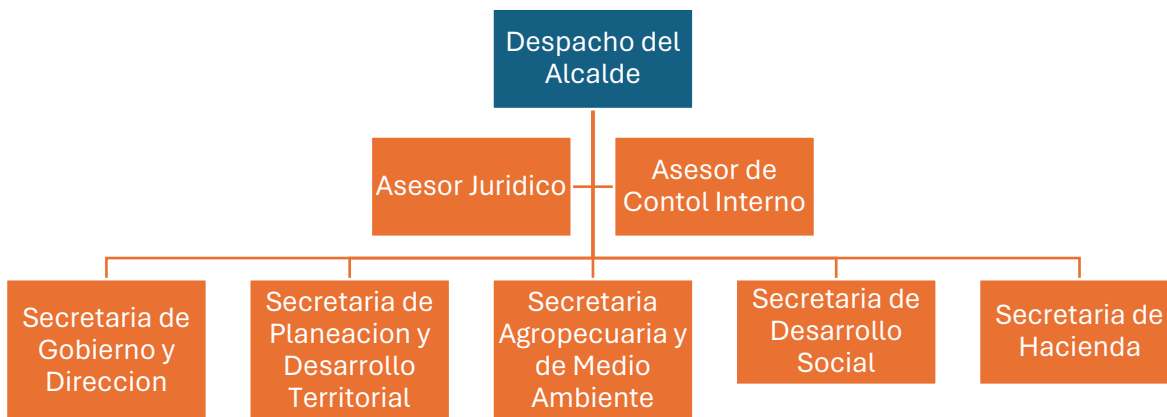 Despacho del
Alcalde
Asesor Juridico
Asesor de
Contol Interno
Secretaria de
Gobierno y
Direccion
Secretaria de
Planeacion y
Desarrollo
Territorial
Secretaria
Agropecuaria y
de Medio
Ambiente
Secretaria de
Desarrollo
Social
Secretaria de
Hacienda